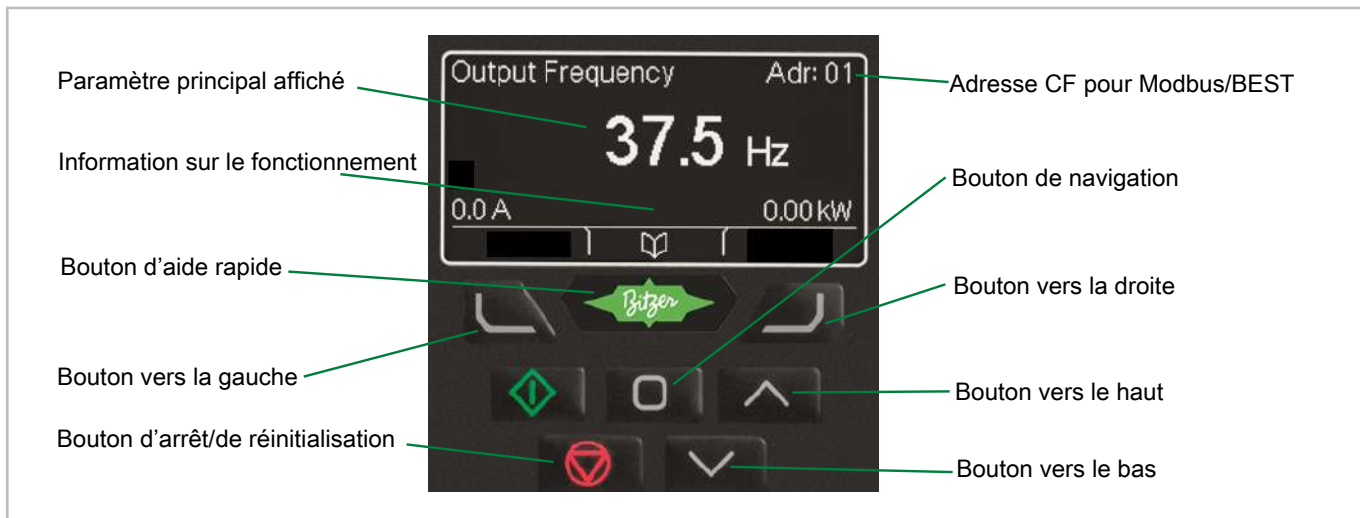 Paramètre principal affiché
Information sur le fonctionnement
Bouton d’aide rapide
Bouton vers la gauche
Bouton d’arrêt/de réinitialisation
Output Frequency Adr: 01
37.5 Hz
0.0 A 0.00 kW
Bitzer
Adresse CF pour Modbus/BEST
Bouton de navigation
Bouton vers la droite
Bouton vers le haut
Bouton vers le bas